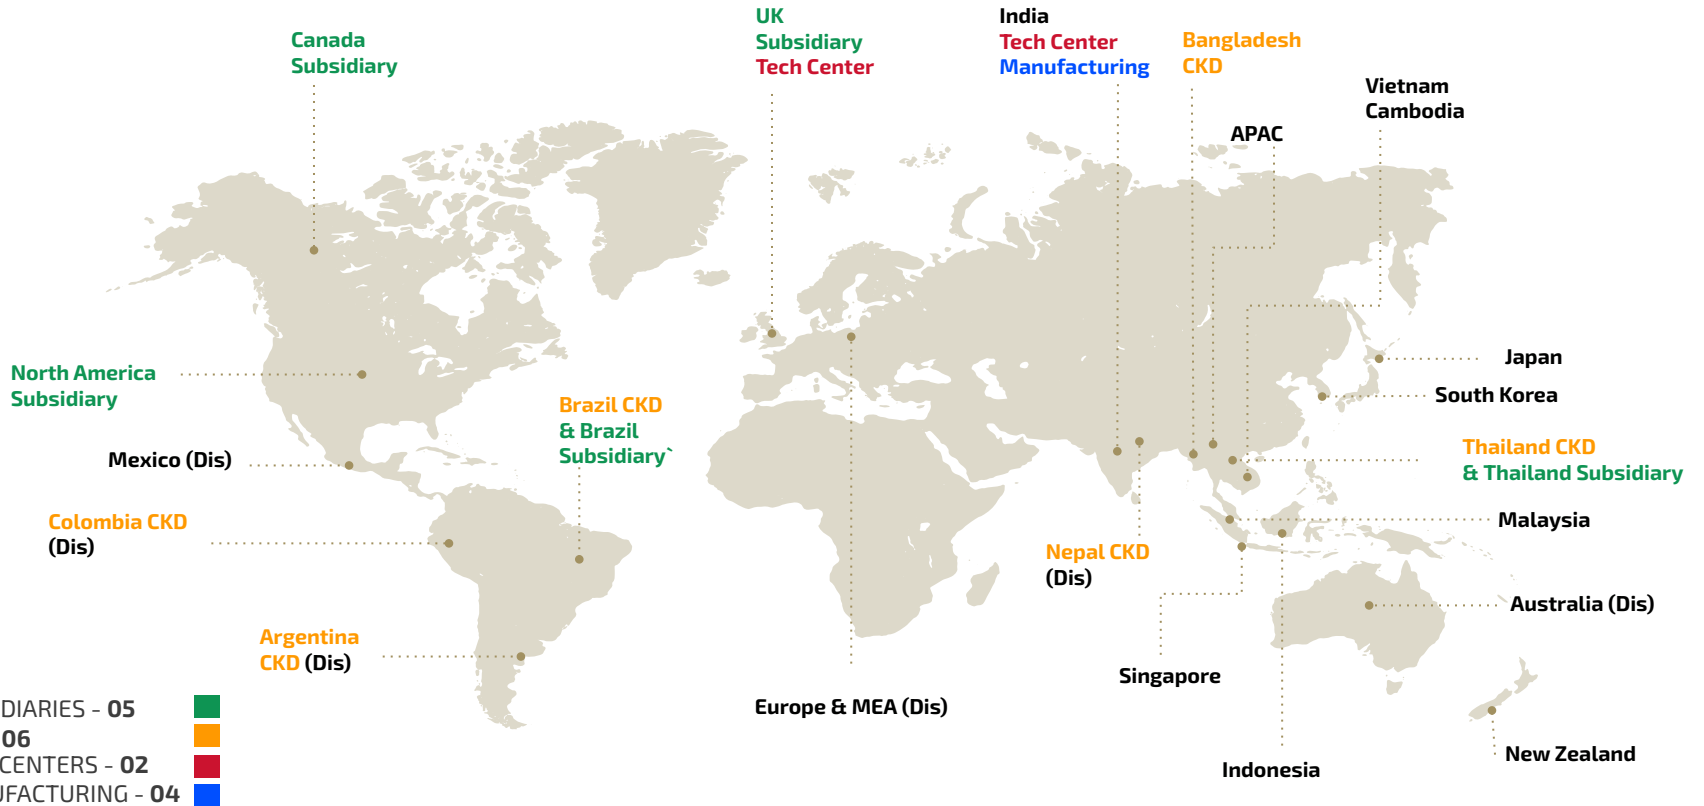 Canada
Subsidiary
UK
Subsidiary
Tech Center
India
Tech Center
Manufacturing
Bangladesh
CKD
Vietnam
Cambodia
APAC
Japan
South Korea
North America
Subsidiary
Brazil CKD
& Brazil
Subsidiary`
Mexico (Dis)
Thailand CKD
& Thailand Subsidiary
Colombia CKD
(Dis)
Malaysia
Nepal CKD
(Dis)
Australia (Dis)
Argentina
CKD (Dis)
Singapore
Europe & MEA (Dis)
Indonesia
New Zealand
DIARIES - 05
06
CENTERS - 02
UFACTURING - 04